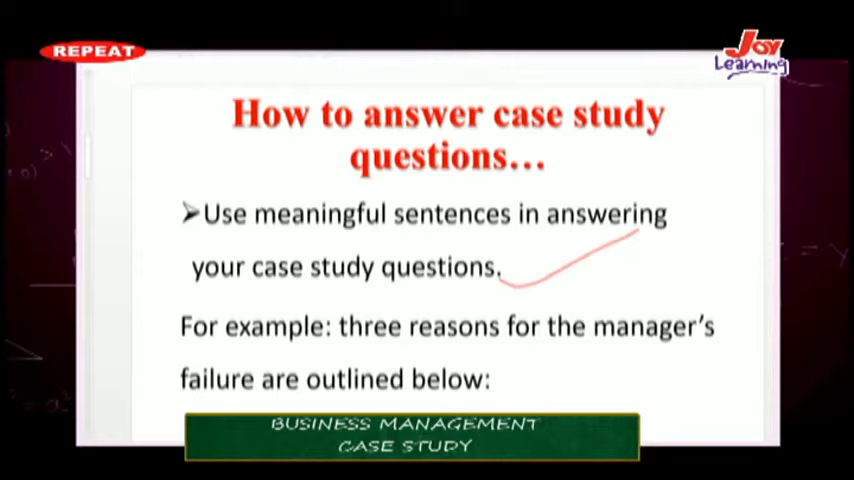 REPEAT
Joy
Learning
How to answer case study
questions...
➢Use meaningful sentences in answering
your case study questions.
For example: three reasons for the manager's
failure are outlined below:
BUSINESS MANAGEMENT
CASE STUDY